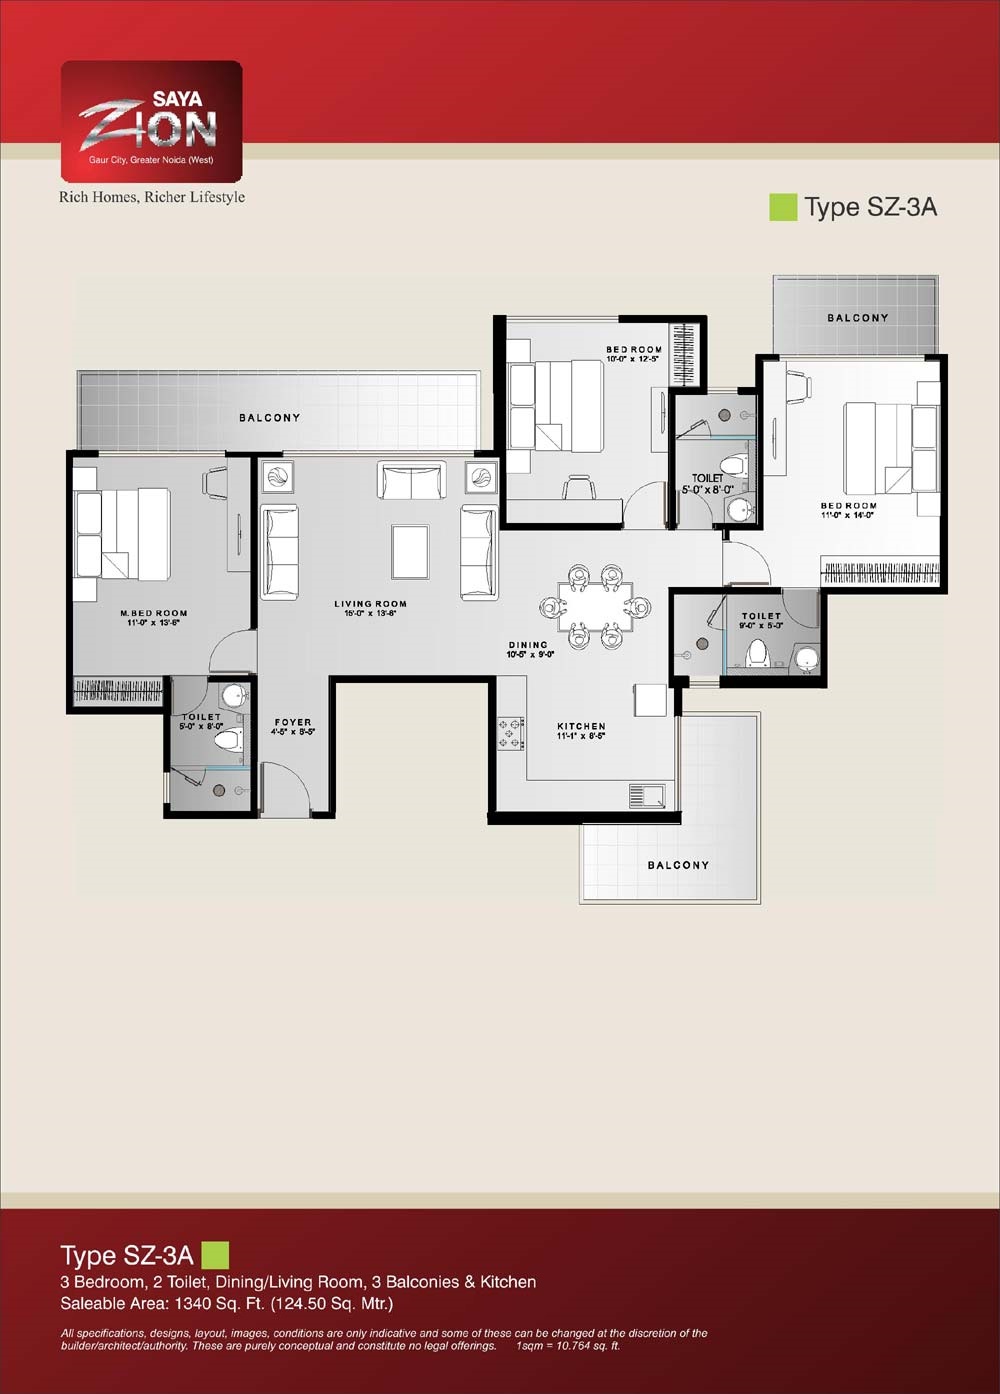 SAYA
ZION
Gaur City, Greater Noida (West)
Rich Homes, Richer Lifestyle
Type SZ-3A
BALCONY
BED ROOM
10'-0" x 12'-5"
BALCONY
TOILET
5'-0" x 8'-0"
BED ROOM
11'-0" x 14'-0"
M. BED ROOM
11'-0" x 13'-6"
LIVING ROOM
15'-0" x 13'-6"
DINING
10'-5" x 9'-0"
TOILET
9'-0" x 5'-0"
TOILET
5'-0" x 8'-0"
FOYER
4'-5" x 8'-5"
KITCHEN
11'-1" x 8'-5"
BALCONY
Type SZ-3A
3 Bedroom, 2 Toilet, Dining/Living Room, 3 Balconies & Kitchen
Saleable Area: 1340 Sq. Ft. (124.50 Sq. Mtr.)
All specifications, designs, layout, images, conditions are only indicative and some of these can be changed at the discretion of the
builder/architect/authority. These are purely conceptual and constitute no legal offerings. 1sqm = 10.764 sq. ft.